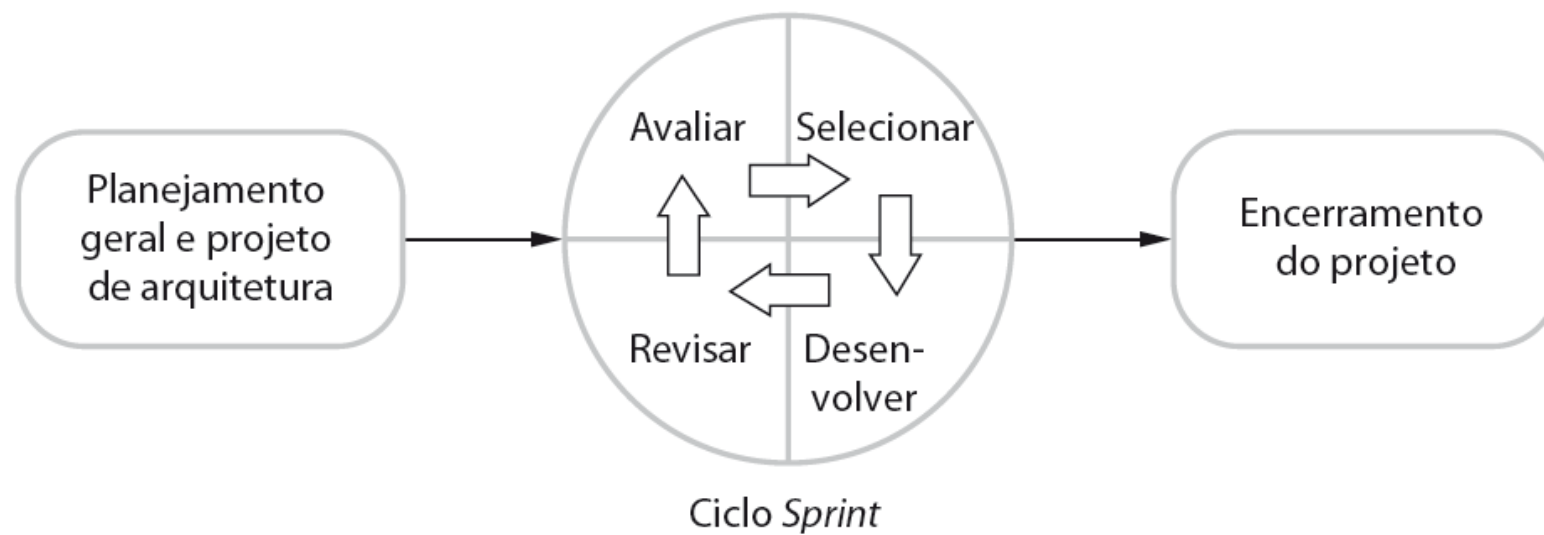 Planejamento
geral e projeto
de arquitetura
Avaliar
Selecionar
Revisar
Desen-
volver
Encerramento
do projeto
Ciclo Sprint